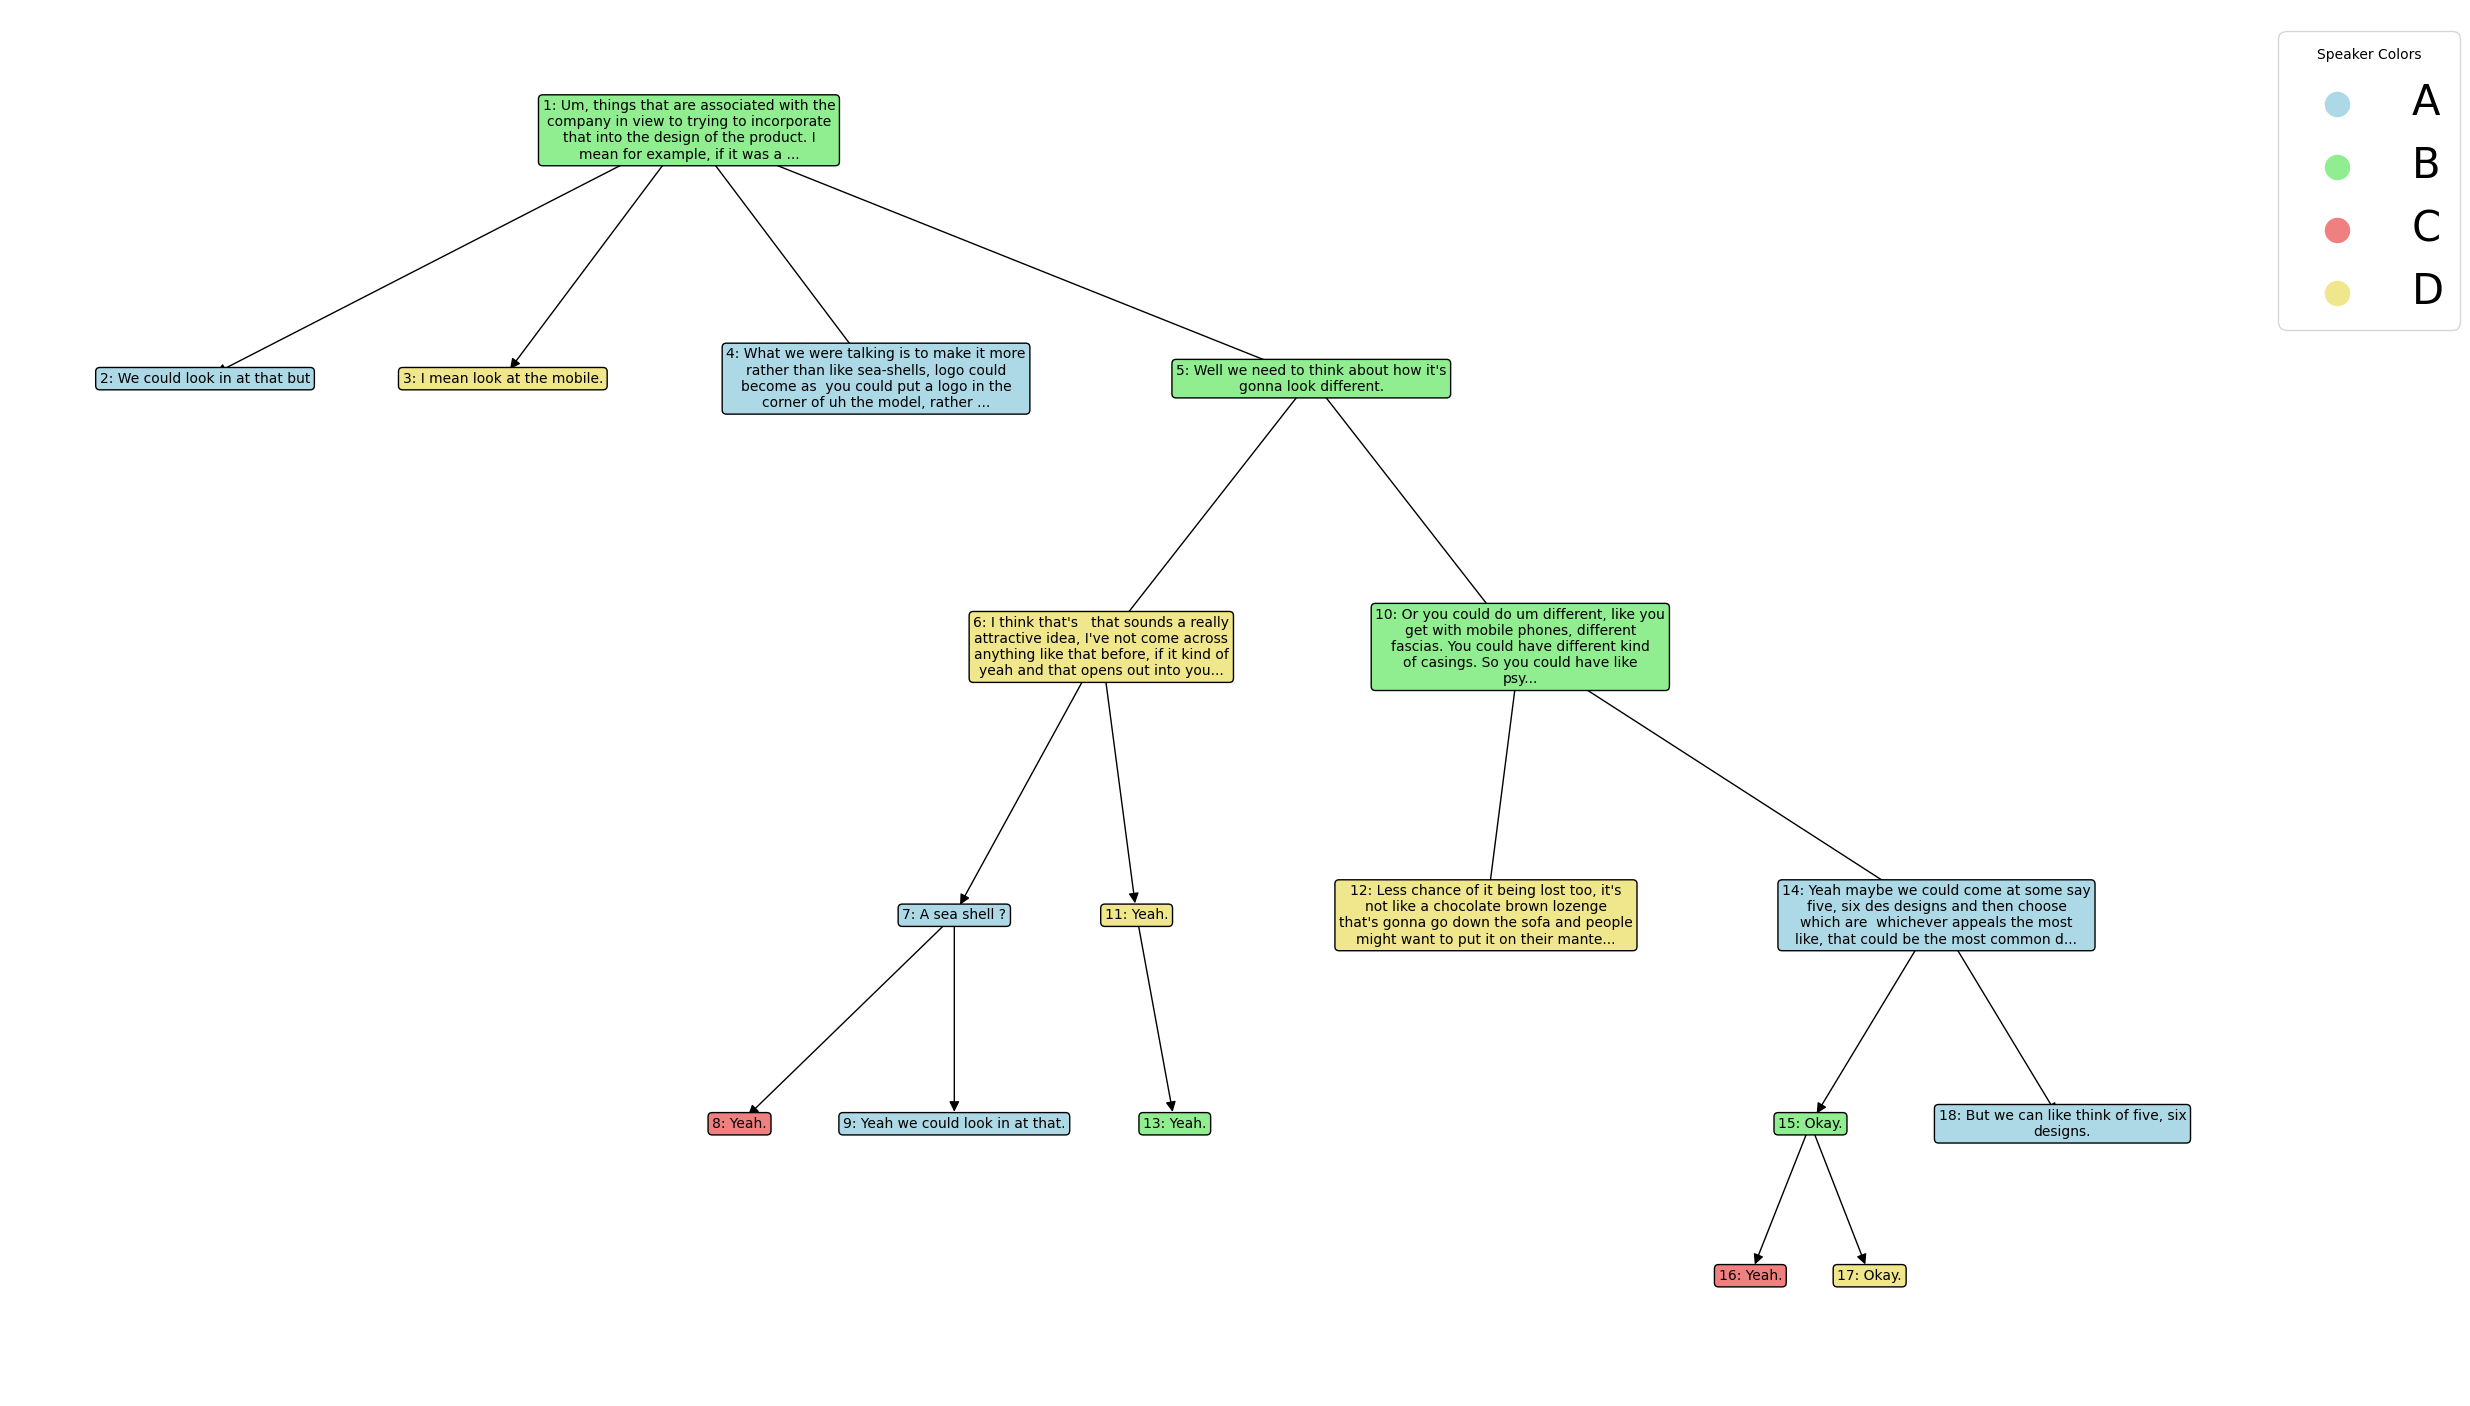 Speaker Colors
A
B
C
D
1: Um, things that are associated with the
company in view to trying to incorporate
that into the design of the product. I
mean for example, if it was a ...
2: We could look in at that but
3: I mean look at the mobile.
4: What we were talking is to make it more
rather than like sea-shells, logo could
become as  you could put a logo in the
corner of uh the model, rather ...
5: Well we need to think about how it's
gonna look different.
6: I think that's   that sounds a really
attractive idea, I've not come across
anything like that before, if it kind of
yeah and that opens out into you...
10: Or you could do um different, like you
get with mobile phones, different
fascias. You could have different kind
of casings. So you could have like
psy...
7: A sea shell ?
11: Yeah.
12: Less chance of it being lost too, it's
not like a chocolate brown lozenge
that's gonna go down the sofa and people
might want to put it on their mante...
14: Yeah maybe we could come at some say
five, six des designs and then choose
which are  whichever appeals the most
like, that could be the most common d...
8: Yeah.
9: Yeah we could look in at that.
13: Yeah.
15: Okay.
18: But we can like think of five, six
designs.
16: Yeah.
17: Okay.